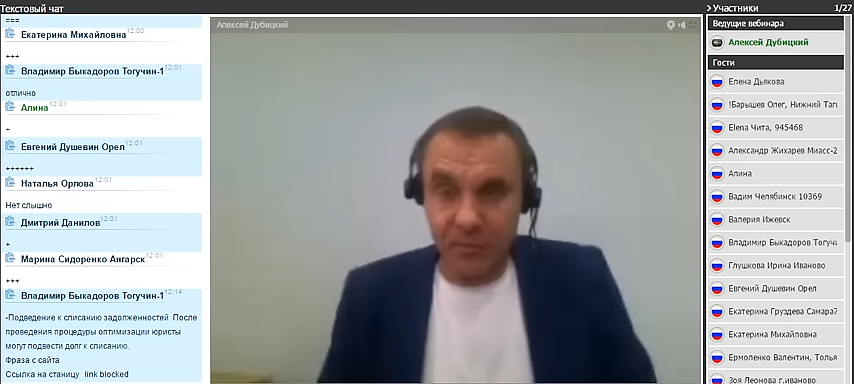 Текстовый чат
===
Екатерина Михайловна 12:00
+++
Владимир Быкадоров Тогучин-1 12:01
отлично
Алина 12:01
+
Евгений Душевин Орел 12:01
++++++
Наталья Орлова 12:01
Нет слышно
Дмитрий Данилов 12:01
+
Марина Сидоренко Ангарск 12:01
+++
Владимир Быкадоров Тогучин-1 12:14
-Подведение к списанию задолженностей После
проведения процедуры оптимизации юристы
могут подвести долг к списанию.
Фраза с сайта
Ссылка на станицу link blocked
Алексей Дубицкий
Участники 1/27
Ведущие вебинара
Алексей Дубицкий
Гости
Елена Дьякова
!Барышев Олег, Нижний Таг
Elena Чита, 945468
Александр Жихарев Миасс-2
Алина
Вадим Челябинск 10369
Валерия Ижевск
Владимир Быкадоров Тогучи
Глушкова Ирина Иваново
Евгений Душевин Орел
Екатерина Груздева Самара7
Екатерина Михайловна
Ермоленко Валентин, Толья
Зоя Леонова г.иваново